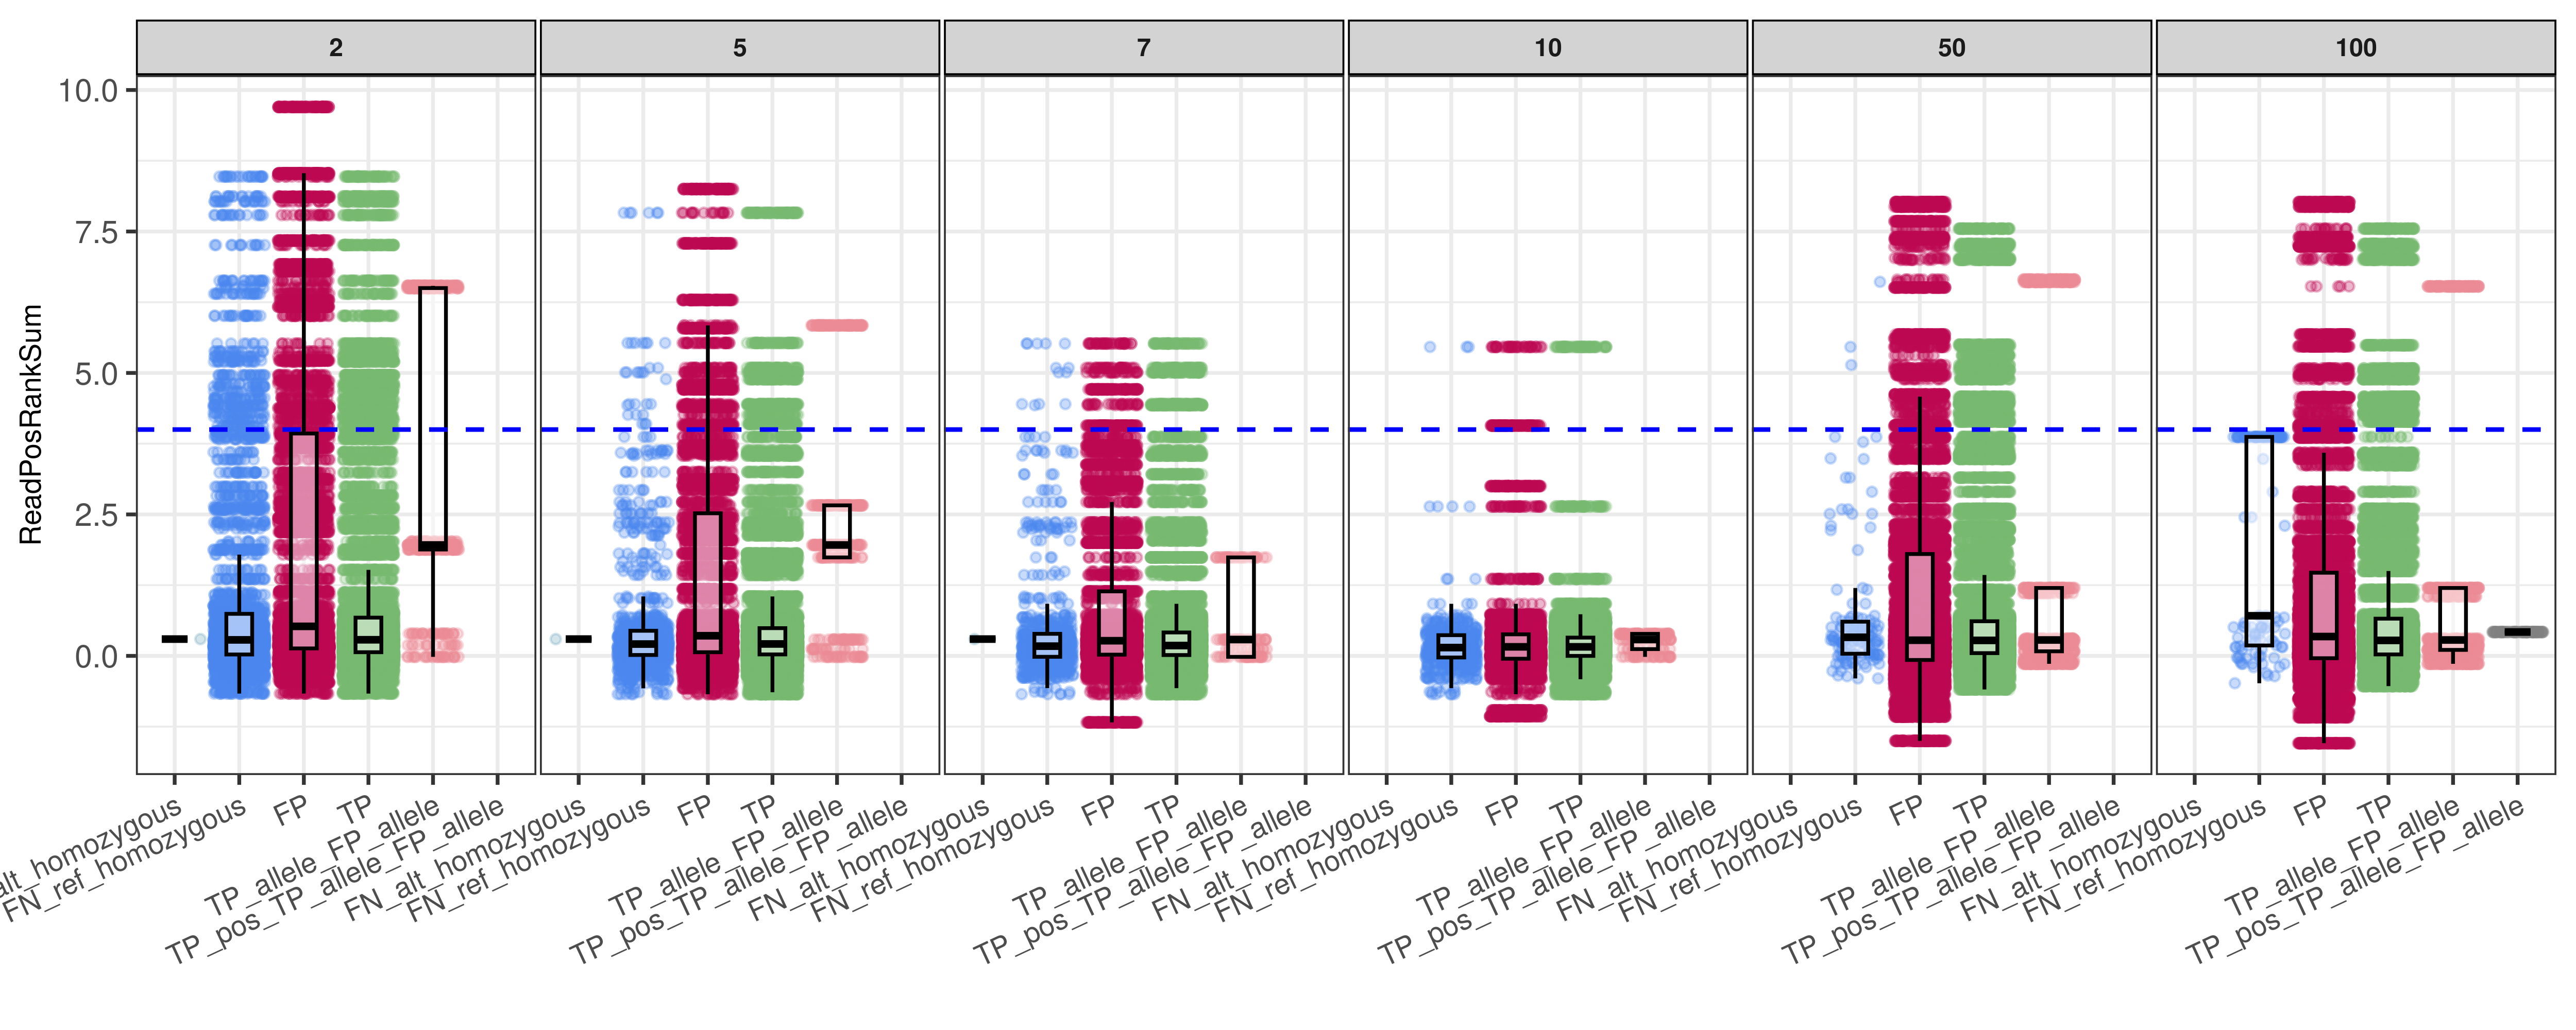 2 5 7 10 50 100
ReadPosRankSum
10.0
7.5
5.0
2.5
0.0
alt_homozygous FN_ref_homozygous FP TP TP_allele_FP_allele TP_pos_TP_allele_FP_allele
FN_alt_homozygous FN_ref_homozygous FP TP TP_allele_FP_allele TP_pos_TP_allele_FP_allele
FN_alt_homozygous FN_ref_homozygous FP TP TP_allele_FP_allele TP_pos_TP_allele_FP_allele
FN_alt_homozygous FN_ref_homozygous FP TP TP_allele_FP_allele TP_pos_TP_allele_FP_allele
FN_alt_homozygous FN_ref_homozygous FP TP TP_allele_FP_allele TP_pos_TP_allele_FP_allele
FN_alt_homozygous FN_ref_homozygous FP TP TP_allele_FP_allele TP_pos_TP_allele_FP_allele